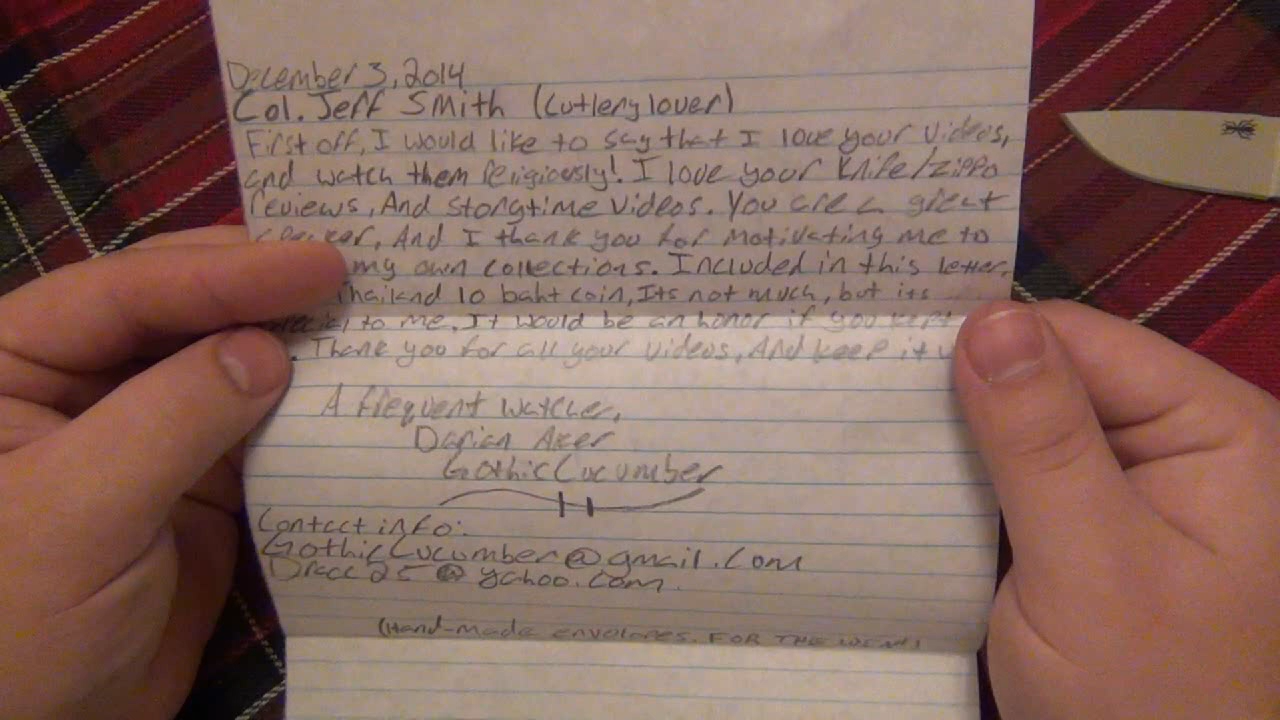 December 3, 2014
Col. Jeff Smith (Cutlerylover)
First off, I would like to say that I love your videos,
and watch them religiously! I love your Knife/Zippo
reviews, And storytime videos. You are a great
And I thank you for motivating me to
my own collections. Included in this letter,
Thailand 10 baht coin, Its not much, but its
to me. It would be an honor if you kept
. Thank you for all your videos, And keep it
A frequent watcher,
Darian Aker
GothicCucumber
Contact info:
GothicCucumber@gmail.com
@yahoo.com.
(Hand-made envelopes. FOR THE WIN!